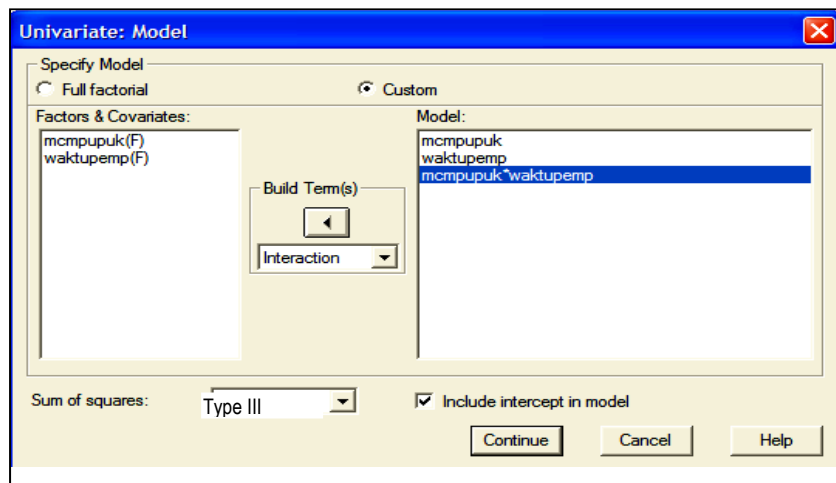 Univariate: Model
Specify Model
Full factorial
Custom
Factors & Covariates:
mcmpupuk(F)
waktupemp(F)
Build Term(s)
Interaction
Model:
mcmpupuk
waktupemp
mcmpupuk*waktupemp
Sum of squares:
Type III
Include intercept in model
Continue
Cancel
Help